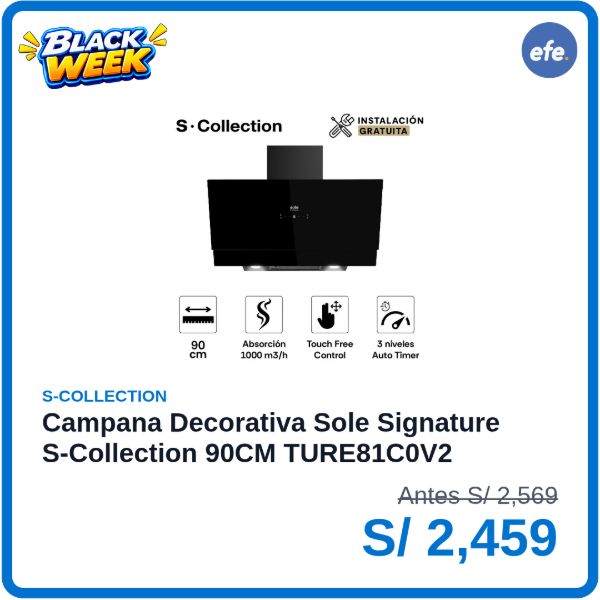 BLACK
WEEK
efe.
S·Collection
INSTALACIÓN
GRATUITA
sole
90
cm
Absorción
1000 m3/h
Touch Free
Control
3 niveles
Auto Timer
S-COLLECTION
Campana Decorativa Sole Signature
S-Collection 90CM TURE81C0V2
Antes S/ 2,569
S/ 2,459